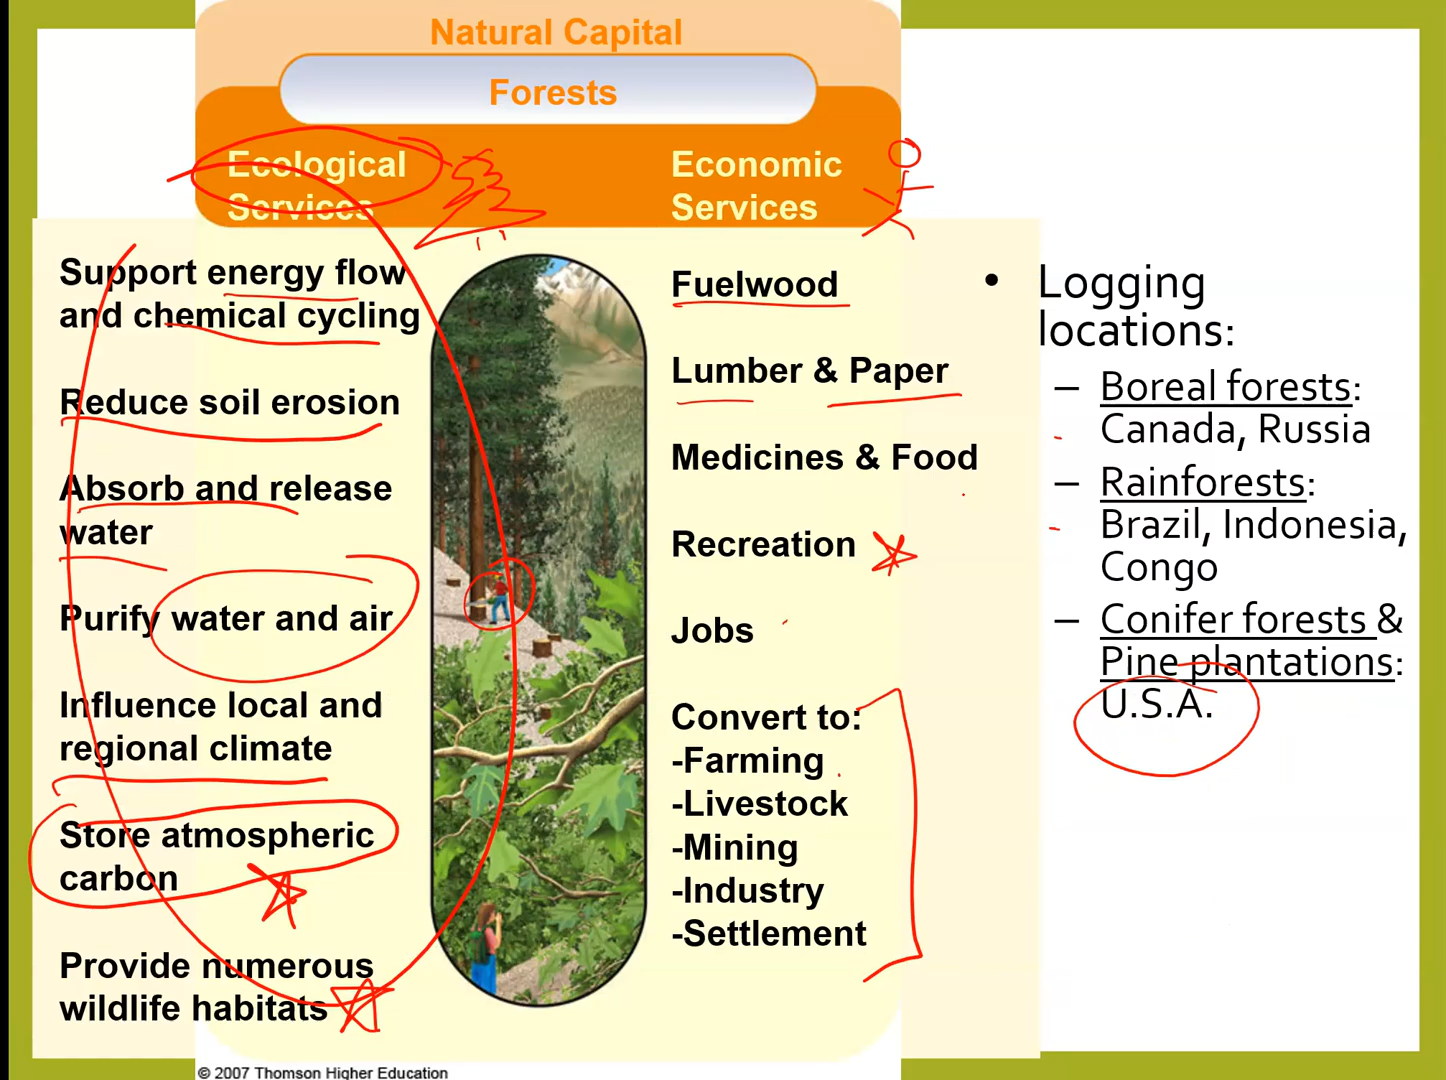 Natural Capital
Forests
Ecological
Services
Support energy flow
and chemical cycling
Reduce soil erosion
Absorb and release
water
Purify water and air
Influence local and
regional climate
Store atmospheric
carbon
Provide numerous
wildlife habitats
Economic
Services
Fuelwood
Lumber & Paper
Medicines & Food
Recreation
Jobs
Convert to:
-Farming
-Livestock
-Mining
-Industry
-Settlement
• Logging
locations:
– Boreal forests:
Canada, Russia
– Rainforests:
Brazil, Indonesia,
Congo
– Conifer forests &
Pine plantations:
U.S.A.
© 2007 Thomson Higher Education